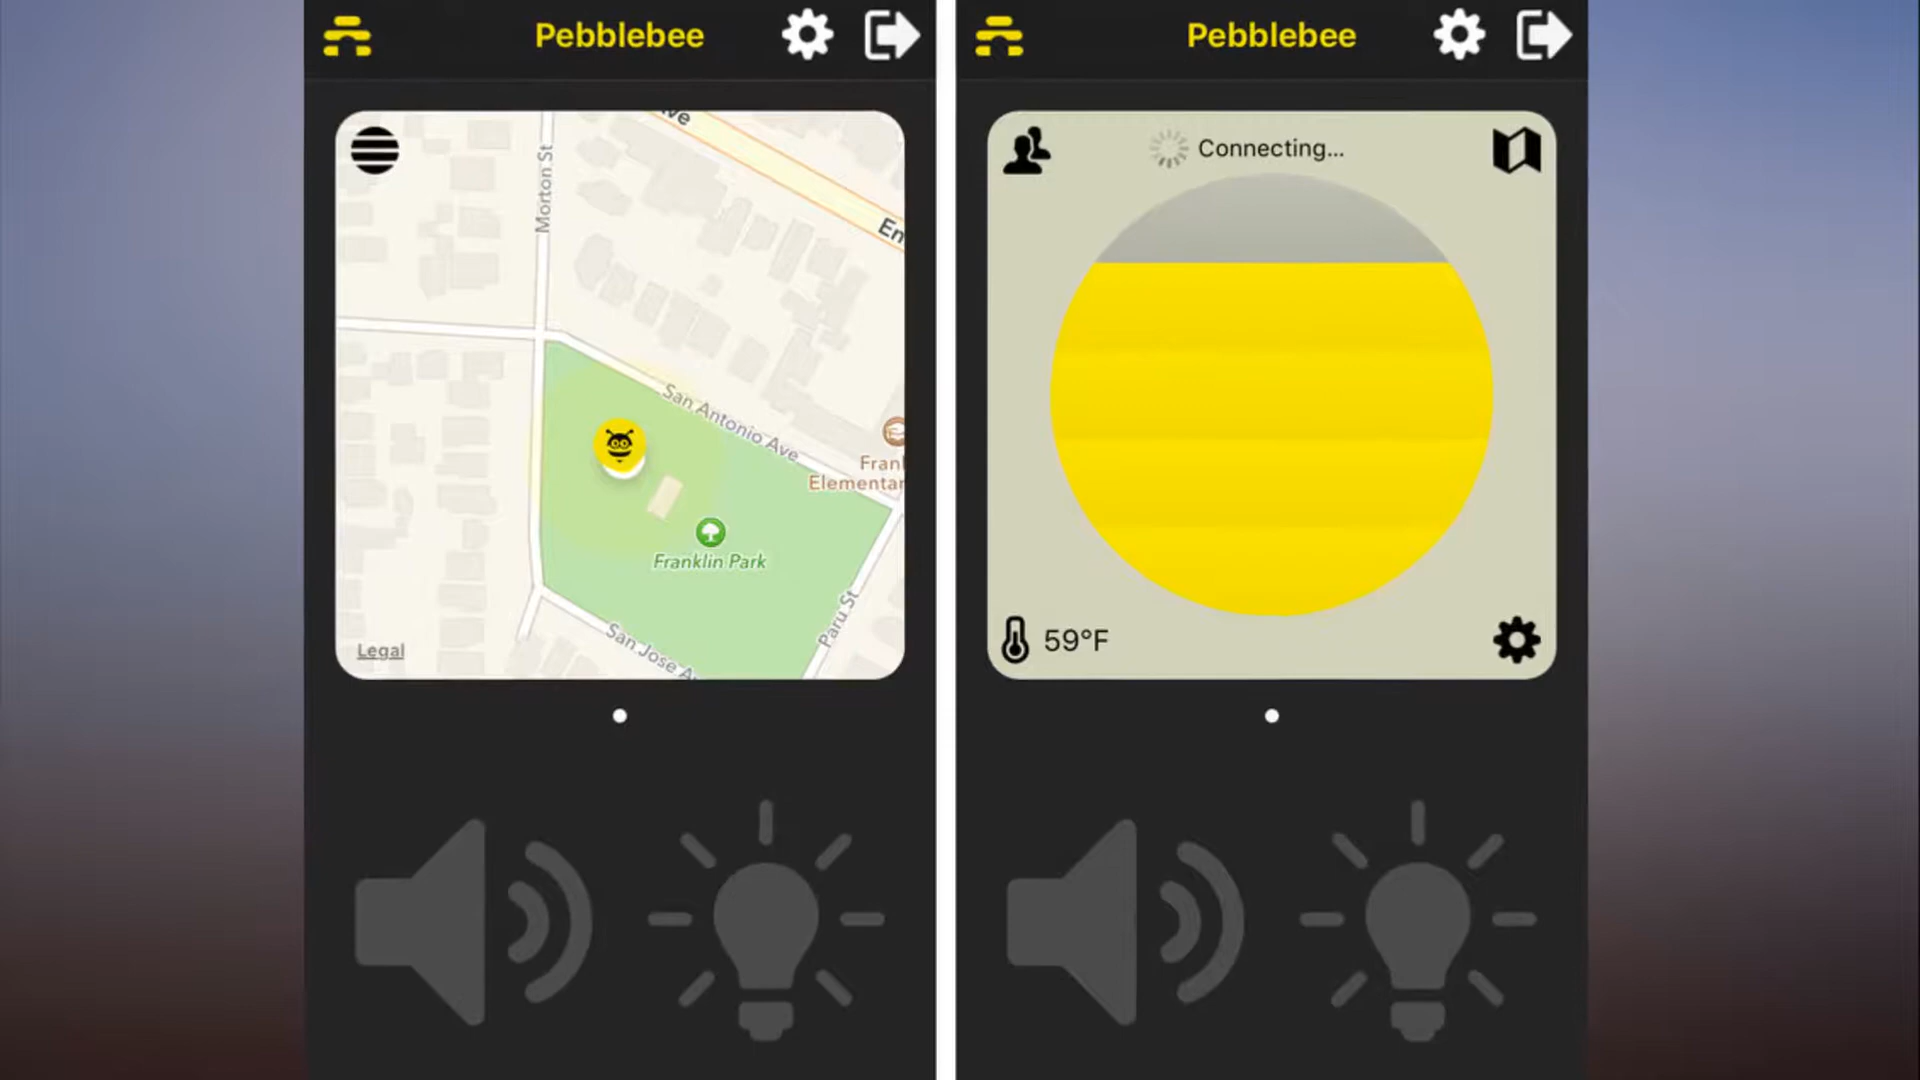 Pebblebee
Morton St
ve
En
San Antonio Ave
Fran
Elementar
Franklin Park
Paru St
San Jose A
Legal
Pebblebee
Connecting...
59°F